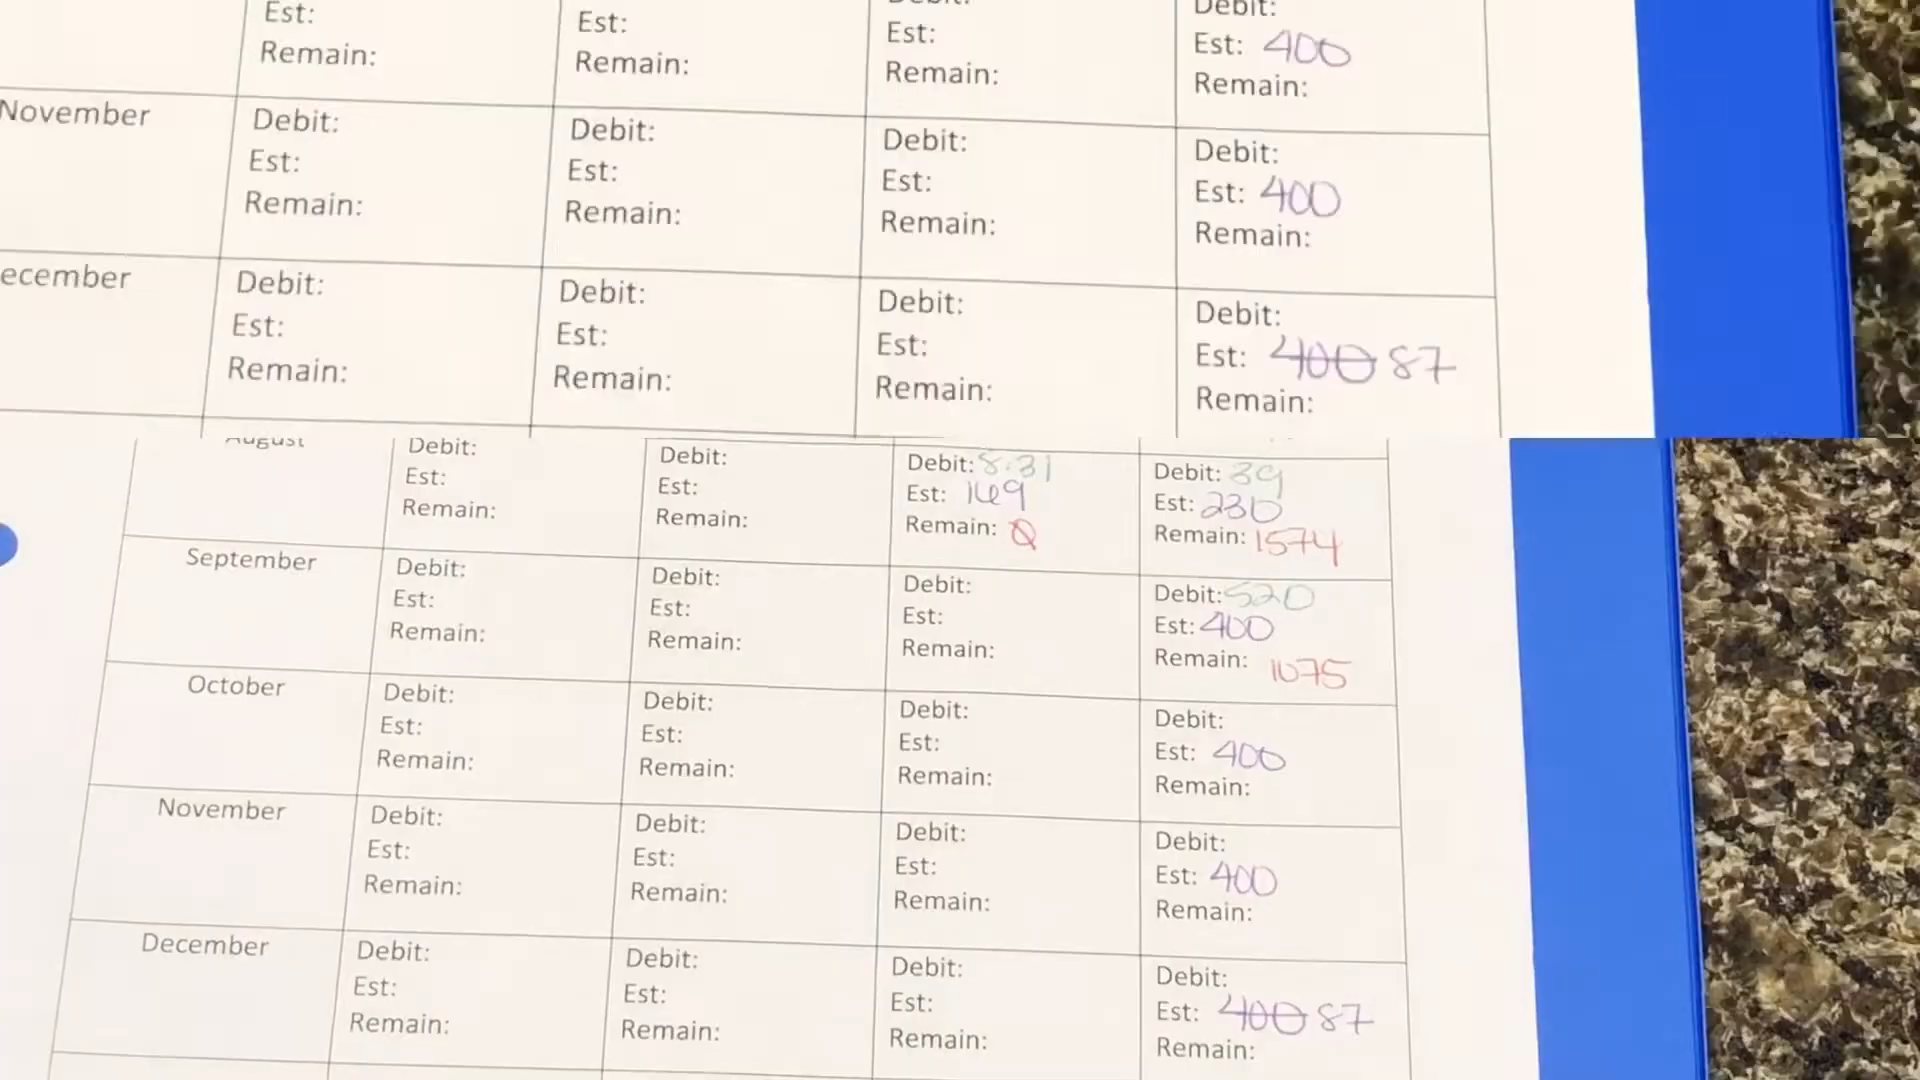 Est:
Remain:
Est:
Remain:
Debit:
Est:
Remain:
Debit:
Est: 400
Remain:
November
Debit:
Est:
Remain:
Debit:
Est:
Remain:
Debit:
Est:
Remain:
Debit:
Est: 400
Remain:
ecember
Debit:
Est:
Remain:
Debit:
Est:
Remain:
Debit:
Est:
Remain:
Debit:
Est: 400 87
Remain:
August
Debit:
Est:
Remain:
Debit:
Est:
Remain:
Debit: 8.31
Est: 169
Remain: 0
Debit: 39
Est: 230
Remain: 1574
September
Debit:
Est:
Remain:
Debit:
Est:
Remain:
Debit:
Est:
Remain:
Debit: 520
Est: 400
Remain: 1075
October
Debit:
Est:
Remain:
Debit:
Est:
Remain:
Debit:
Est:
Remain:
Debit:
Est: 400
Remain:
November
Debit:
Est:
Remain:
Debit:
Est:
Remain:
Debit:
Est:
Remain:
Debit:
Est: 400
Remain:
December
Debit:
Est:
Remain:
Debit:
Est:
Remain:
Debit:
Est:
Remain:
Debit:
Est: 400 87
Remain: